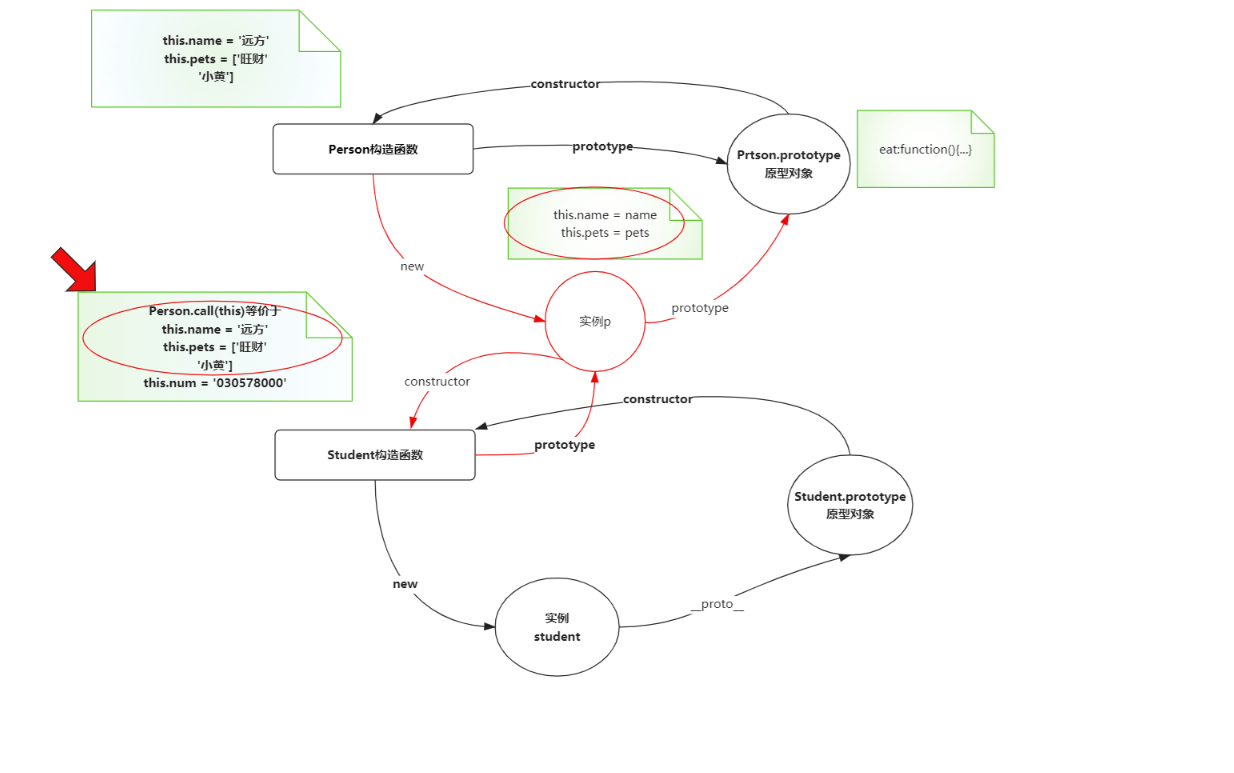 this.name = '远方'
this.pets = ['旺财'
'小黄']
constructor
Person构造函数
prototype
Prtson.prototype
原型对象
eat:function(){...}
this.name = name
this.pets = pets
new
实例p
prototype
Person.call(this)等价于
this.name = '远方'
this.pets = ['旺财'
'小黄']
this.num = '030578000'
constructor
constructor
Student构造函数
prototype
Student.prototype
原型对象
new
__proto__
实例
student